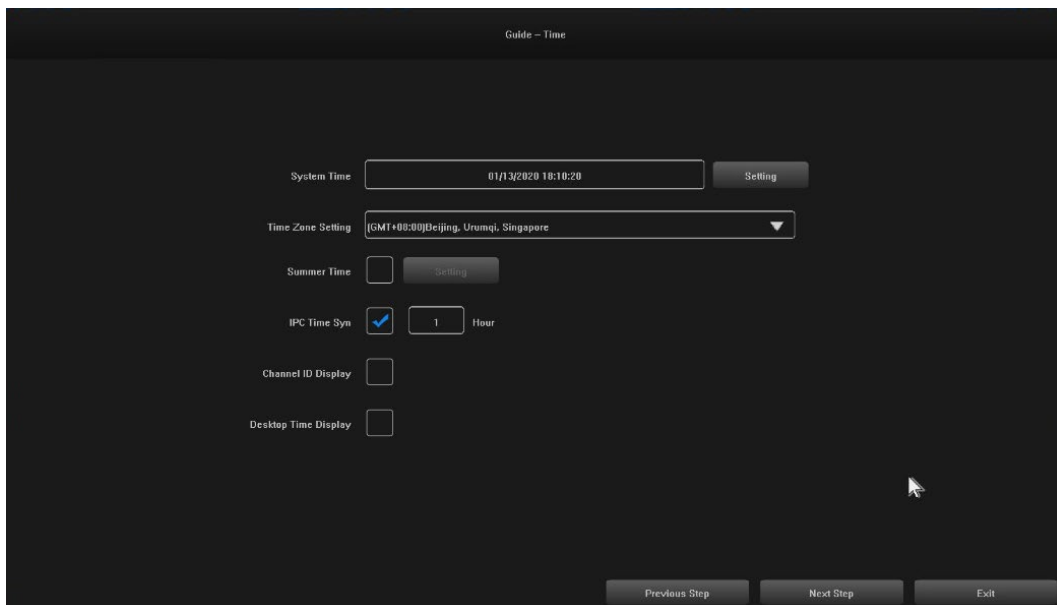 Guide – Time
System Time 01/13/2020 18:10:20 Setting
Time Zone Setting (GMT+08:00)Beijing, Urumqi, Singapore
Summer Time Setting
IPC Time Syn 1 Hour
Channel ID Display
Desktop Time Display
Previous Step Next Step Exit